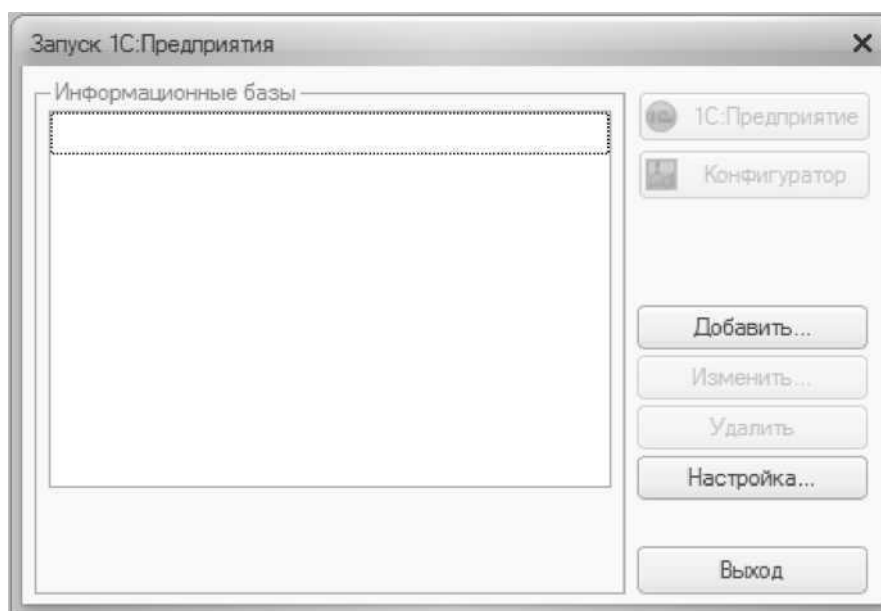 Запуск 1С:Предприятия
Информационные базы
1С:Предприятие
Конфигуратор
Добавить...
Изменить...
Удалить
Настройка...
Выход